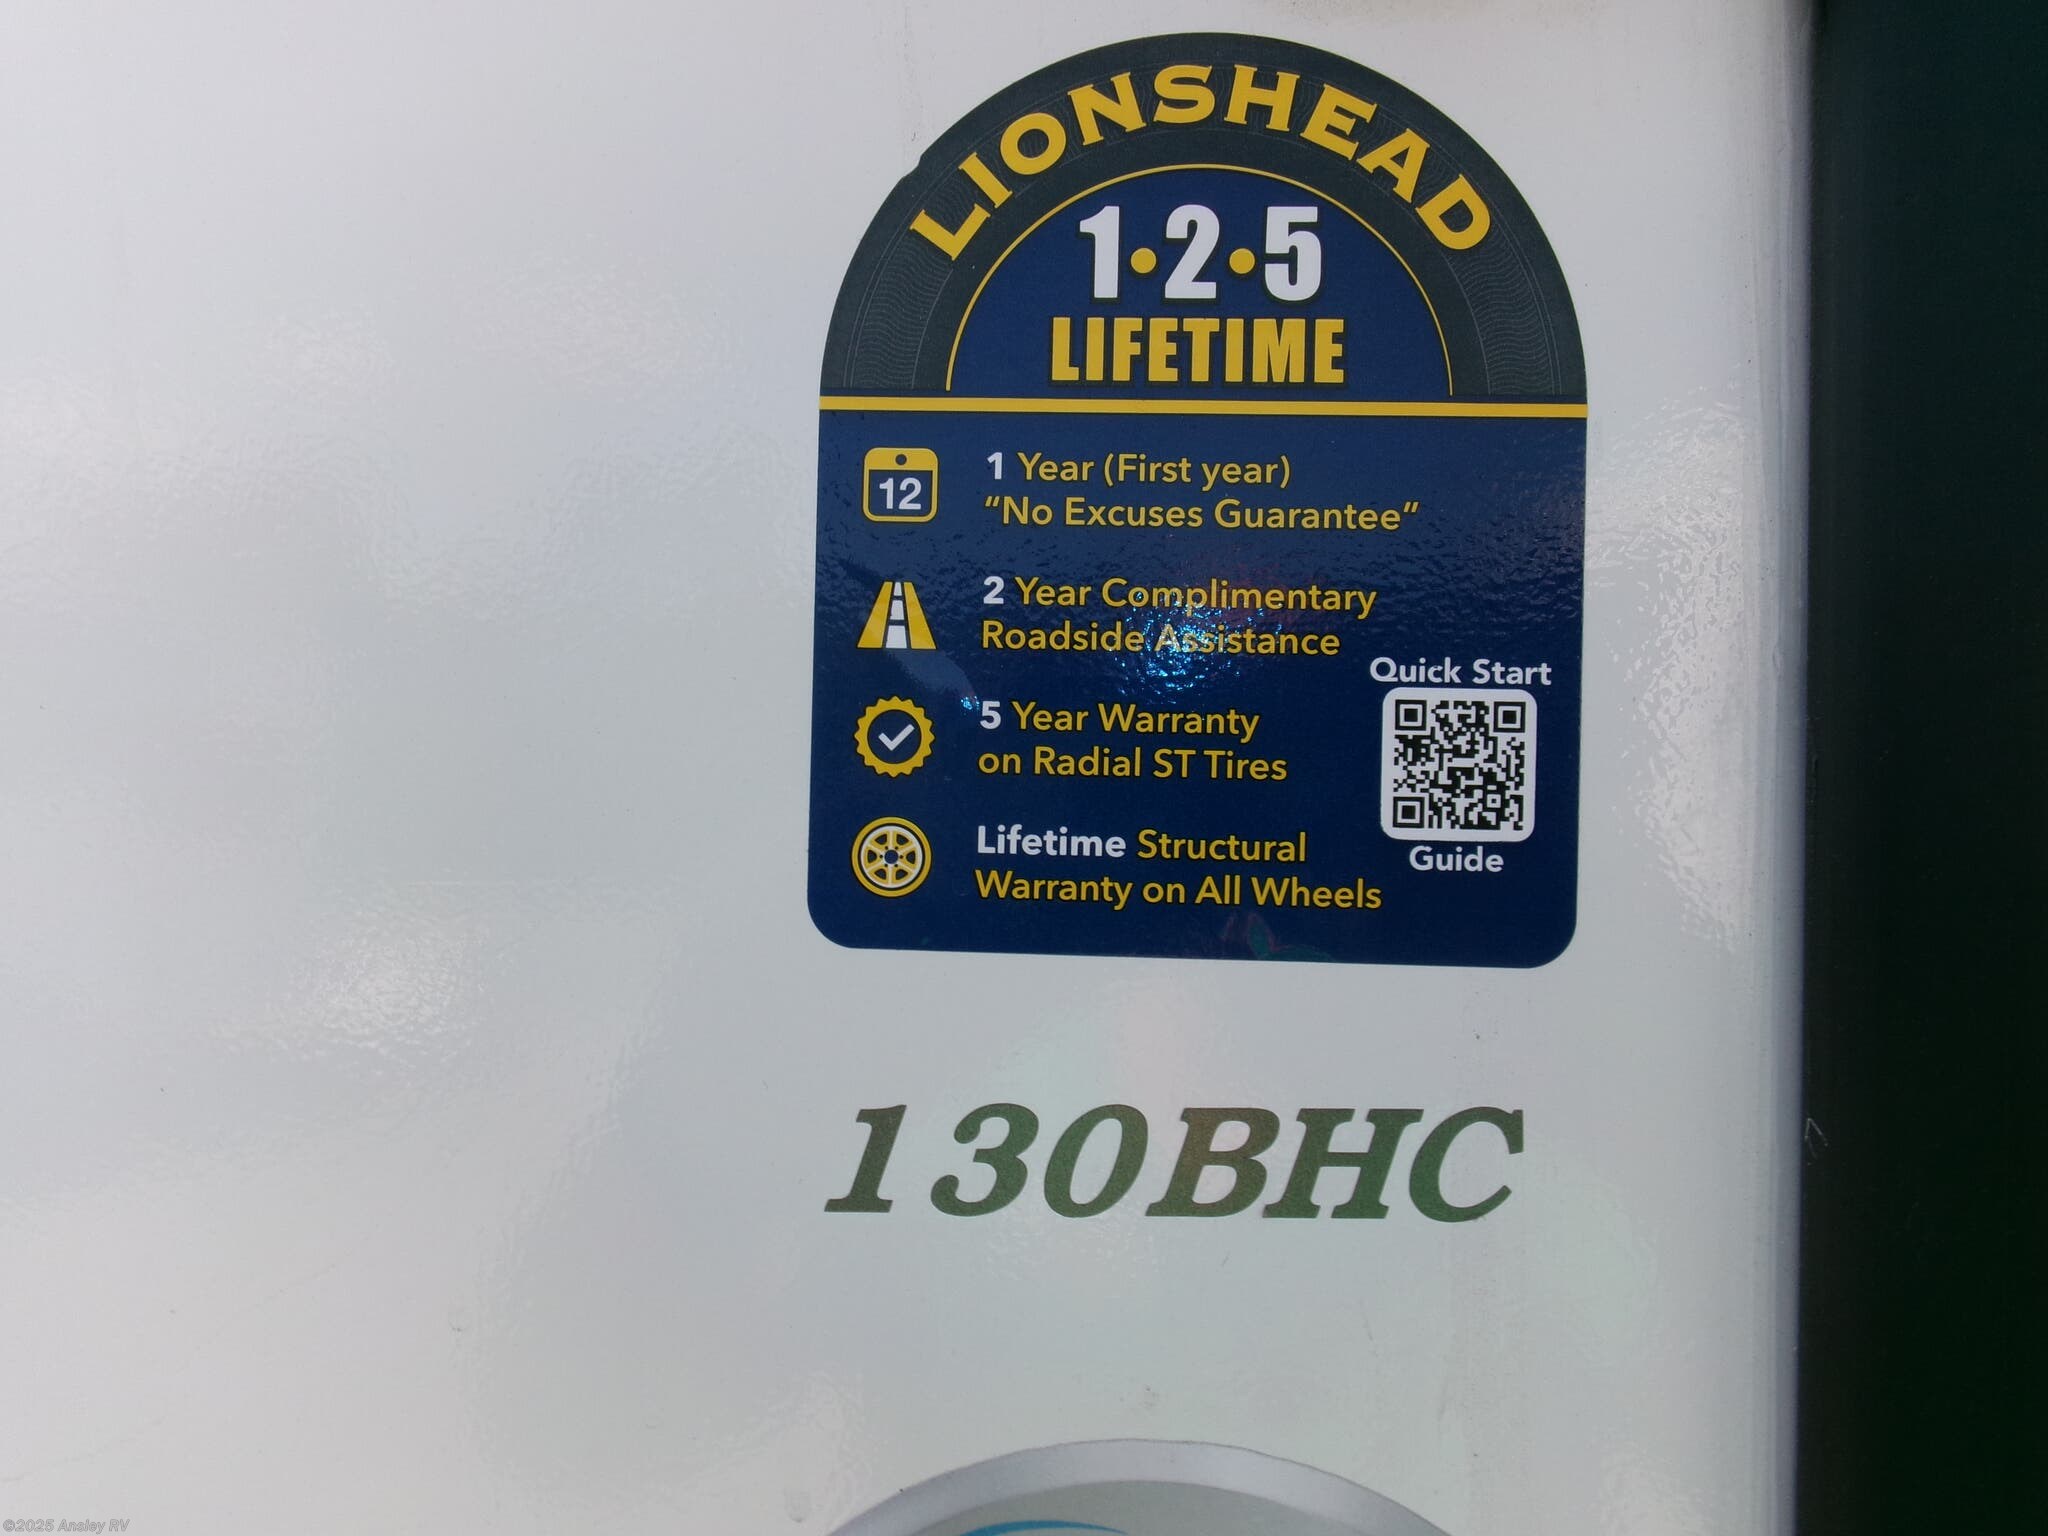 LIONSHEAD
1•2•5
LIFETIME
12
1 Year (First year)
“No Excuses Guarantee”
2 Year Complimentary
Roadside Assistance
5 Year Warranty
on Radial ST Tires
Lifetime Structural
Warranty on All Wheels
Quick Start
Guide
130BHC
©2025 Ansley RV